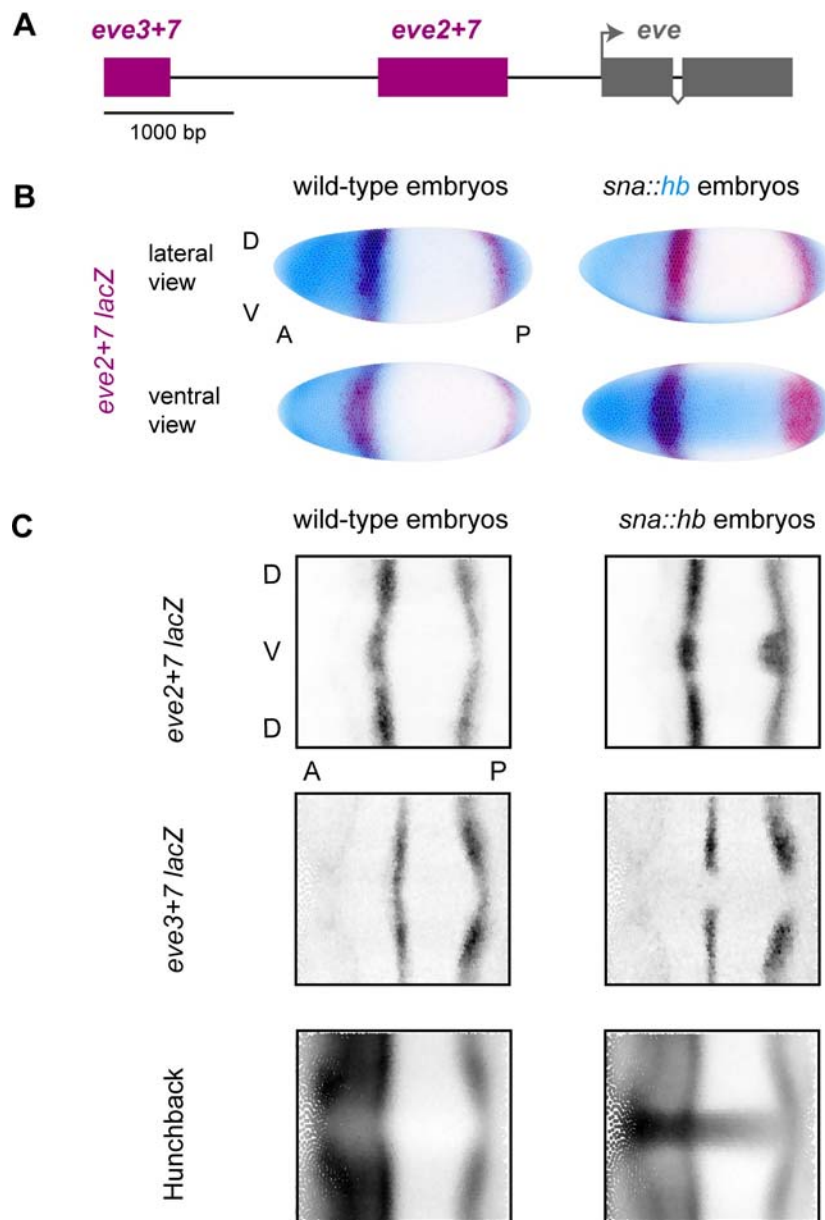 A
eve3+7
eve2+7
eve
1000 bp
B
wild-type embryos
sna::hb embryos
eve2+7 lacZ
lateral
view
D
V
A
P
ventral
view
C
wild-type embryos
sna::hb embryos
eve2+7 lacZ
D
V
D
A
P
eve3+7 lacZ
Hunchback